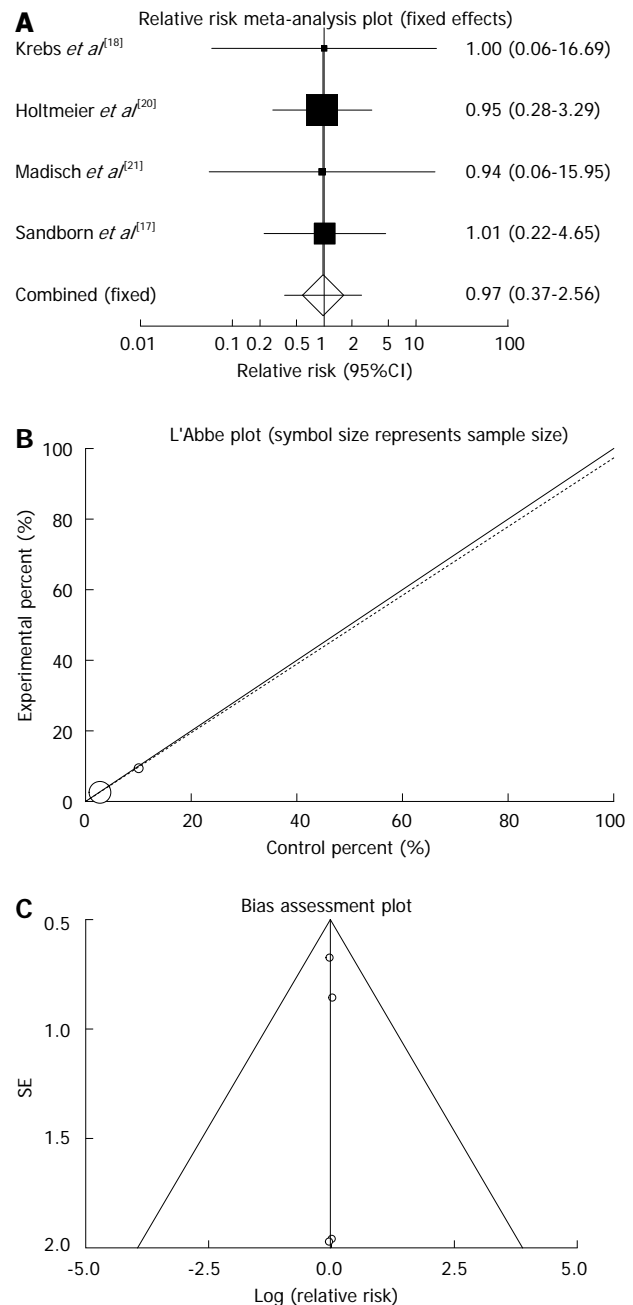 A Relative risk meta-analysis plot (fixed effects)
Krebs et al[18] 1.00 (0.06-16.69)
Holtmeier et al[20] 0.95 (0.28-3.29)
Madisch et al[21] 0.94 (0.06-15.95)
Sandborn et al[17] 1.01 (0.22-4.65)
Combined (fixed) 0.97 (0.37-2.56)
0.01 0.1 0.2 0.5 1 2 5 10 100
Relative risk (95%CI)
B L'Abbe plot (symbol size represents sample size)
Experimental percent (%)
100
80
60
40
20
0
0 20 40 60 80 100
Control percent (%)
C Bias assessment plot
SE
0.5
1.0
1.5
2.0
-5.0 -2.5 0.0 2.5 5.0
Log (relative risk)